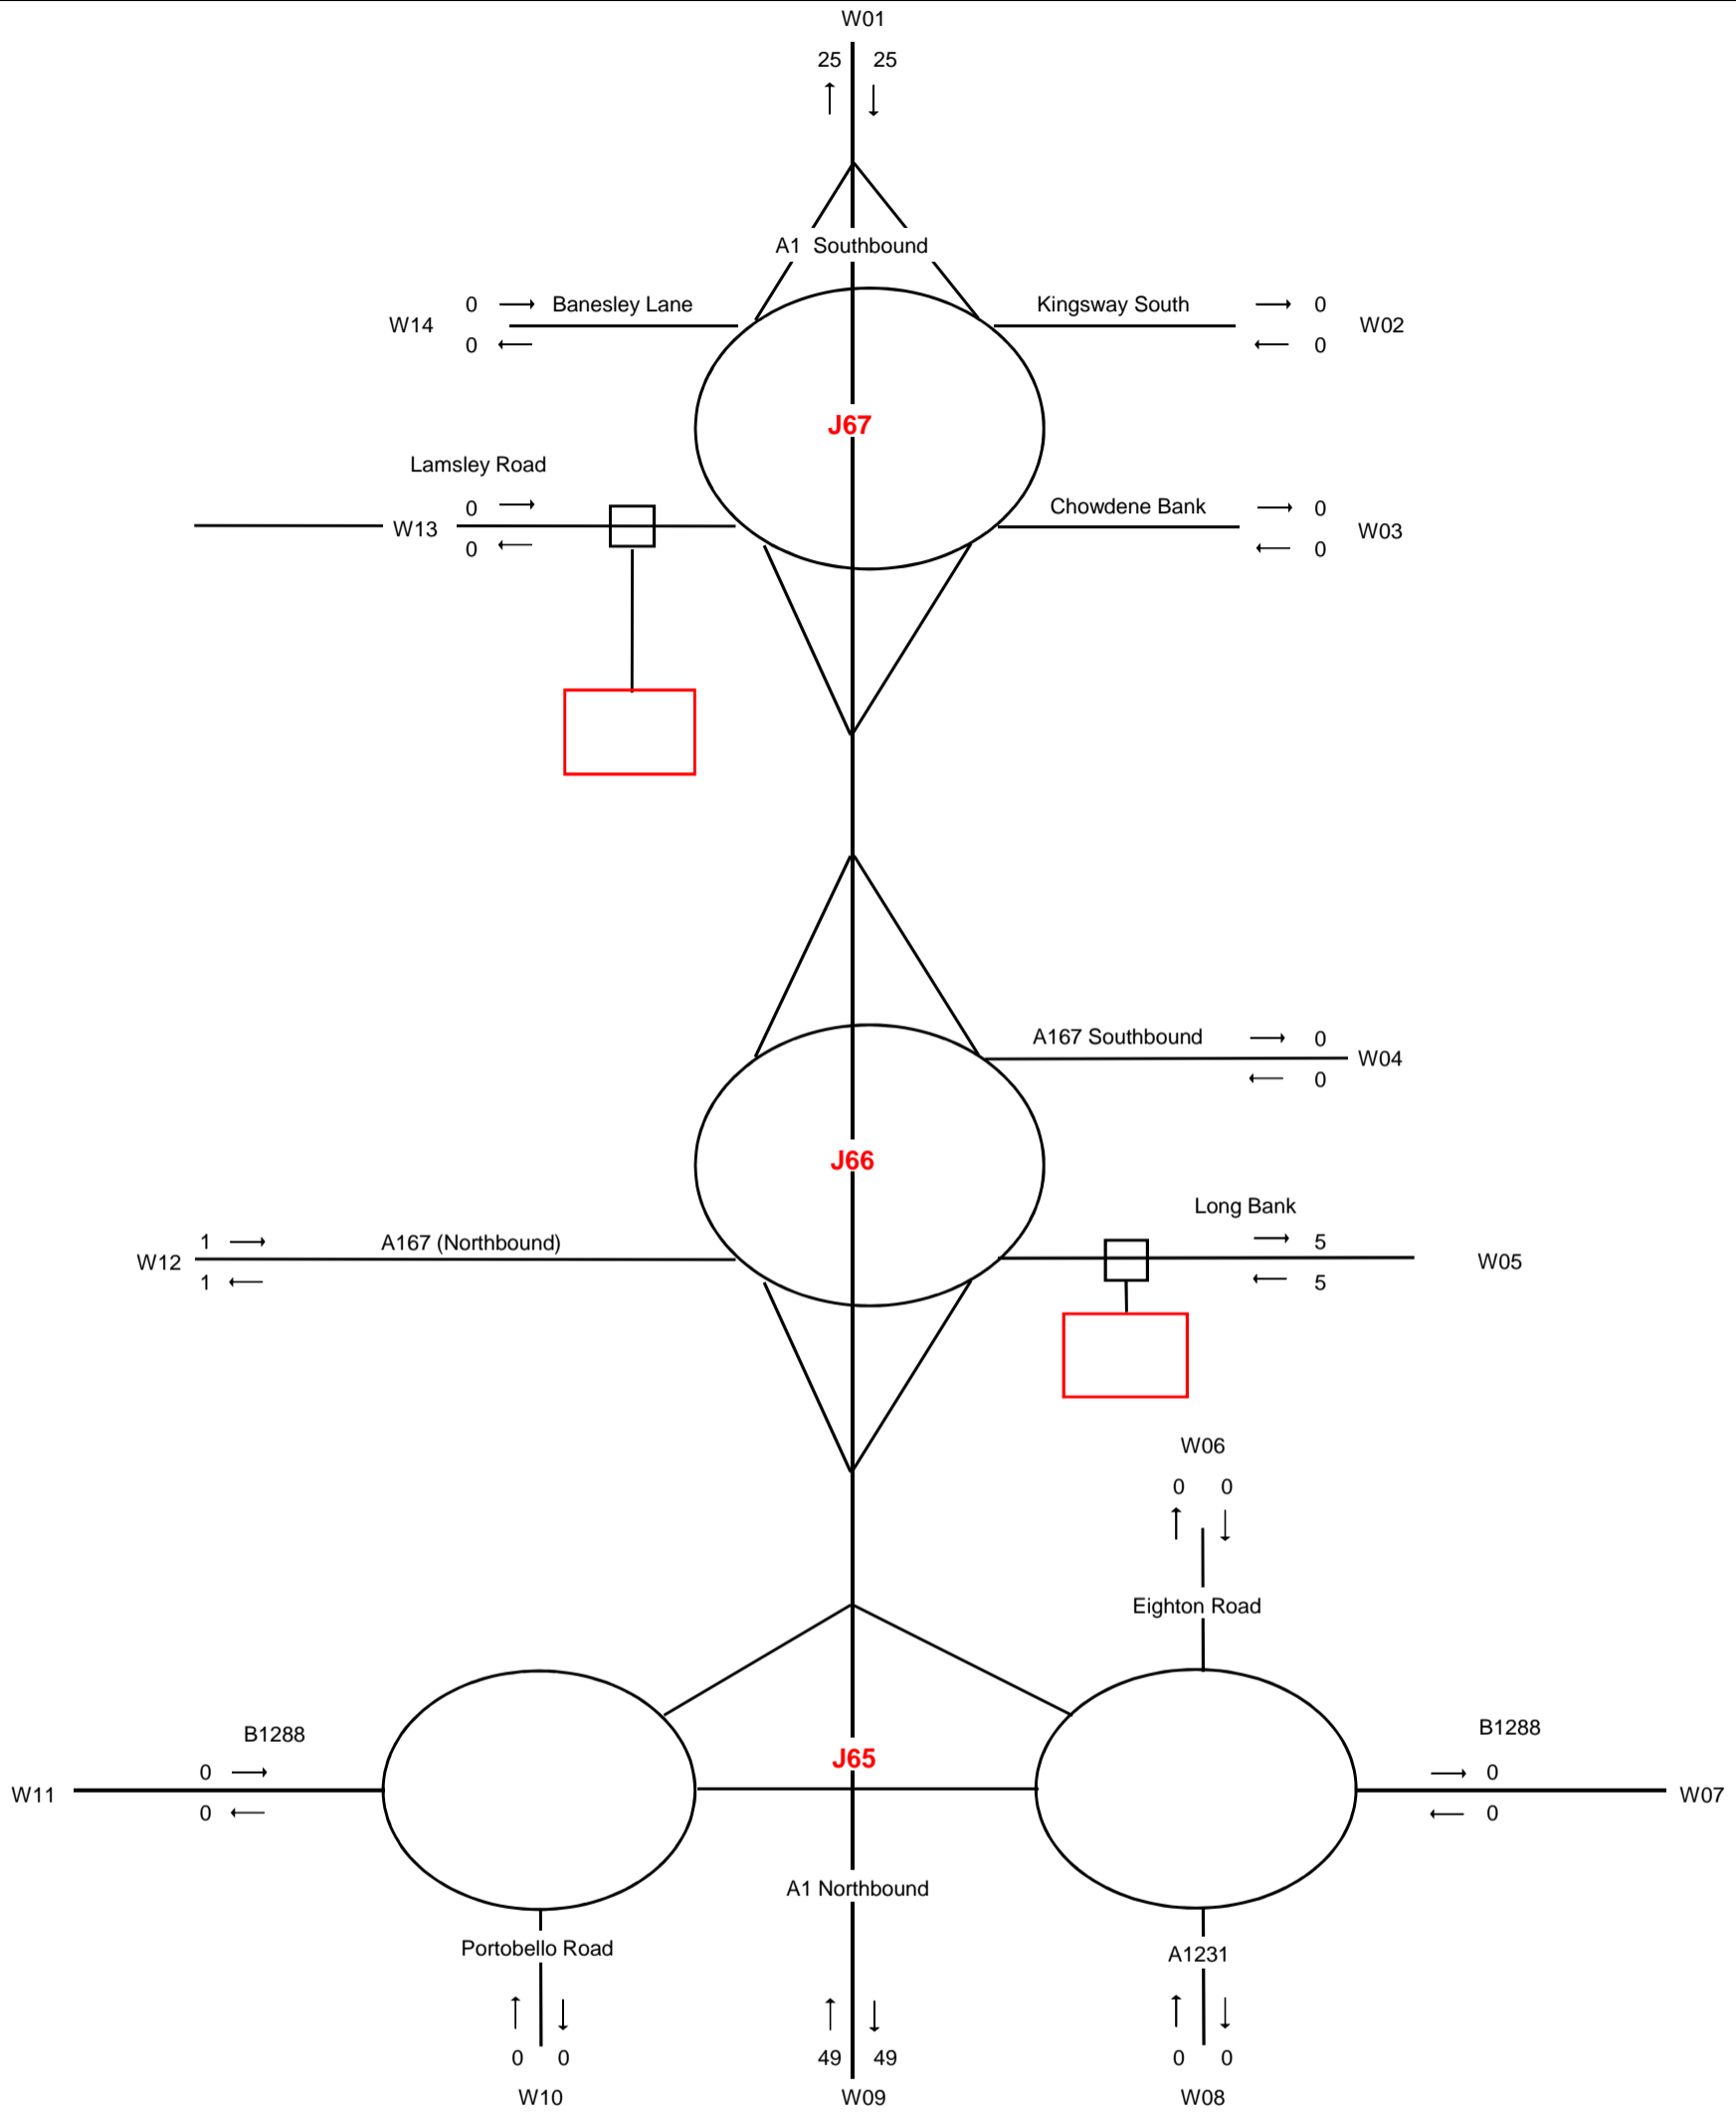 W01
25 25
A1 Southbound
0 Banesley Lane
Kingsway South 0
W14
W02
0
0
J67
Lamsley Road
0
Chowdene Bank 0
W13
W03
0
0
A167 Southbound 0
W04
0
J66
Long Bank
1 A167 (Northbound)
5
W12
W05
1
5
W06
0 0
Eighton Road
B1288
B1288
J65
0
0
W11
W07
0
0
A1 Northbound
Portobello Road
A1231
0 0
49 49
0 0
W10
W09
W08